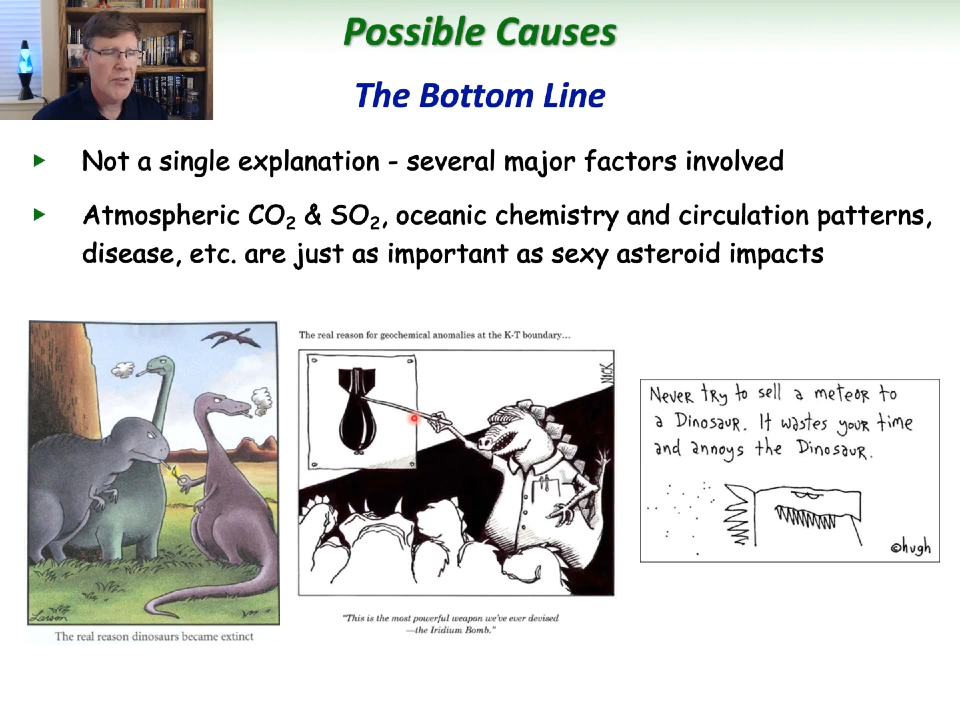 Possible Causes
The Bottom Line
Not a single explanation - several major factors involved
Atmospheric CO₂ & SO₂, oceanic chemistry and circulation patterns,
disease, etc. are just as important as sexy asteroid impacts
The real reason for geochemical anomalies at the K-T boundary...
NICK
Larson
The real reason dinosaurs became extinct
"This is the most powerful weapon we've ever devised
—the Iridium Bomb."
Never try to sell a meteor to
a Dinosaur. It wastes your time
and annoys the Dinosaur.
©hugh